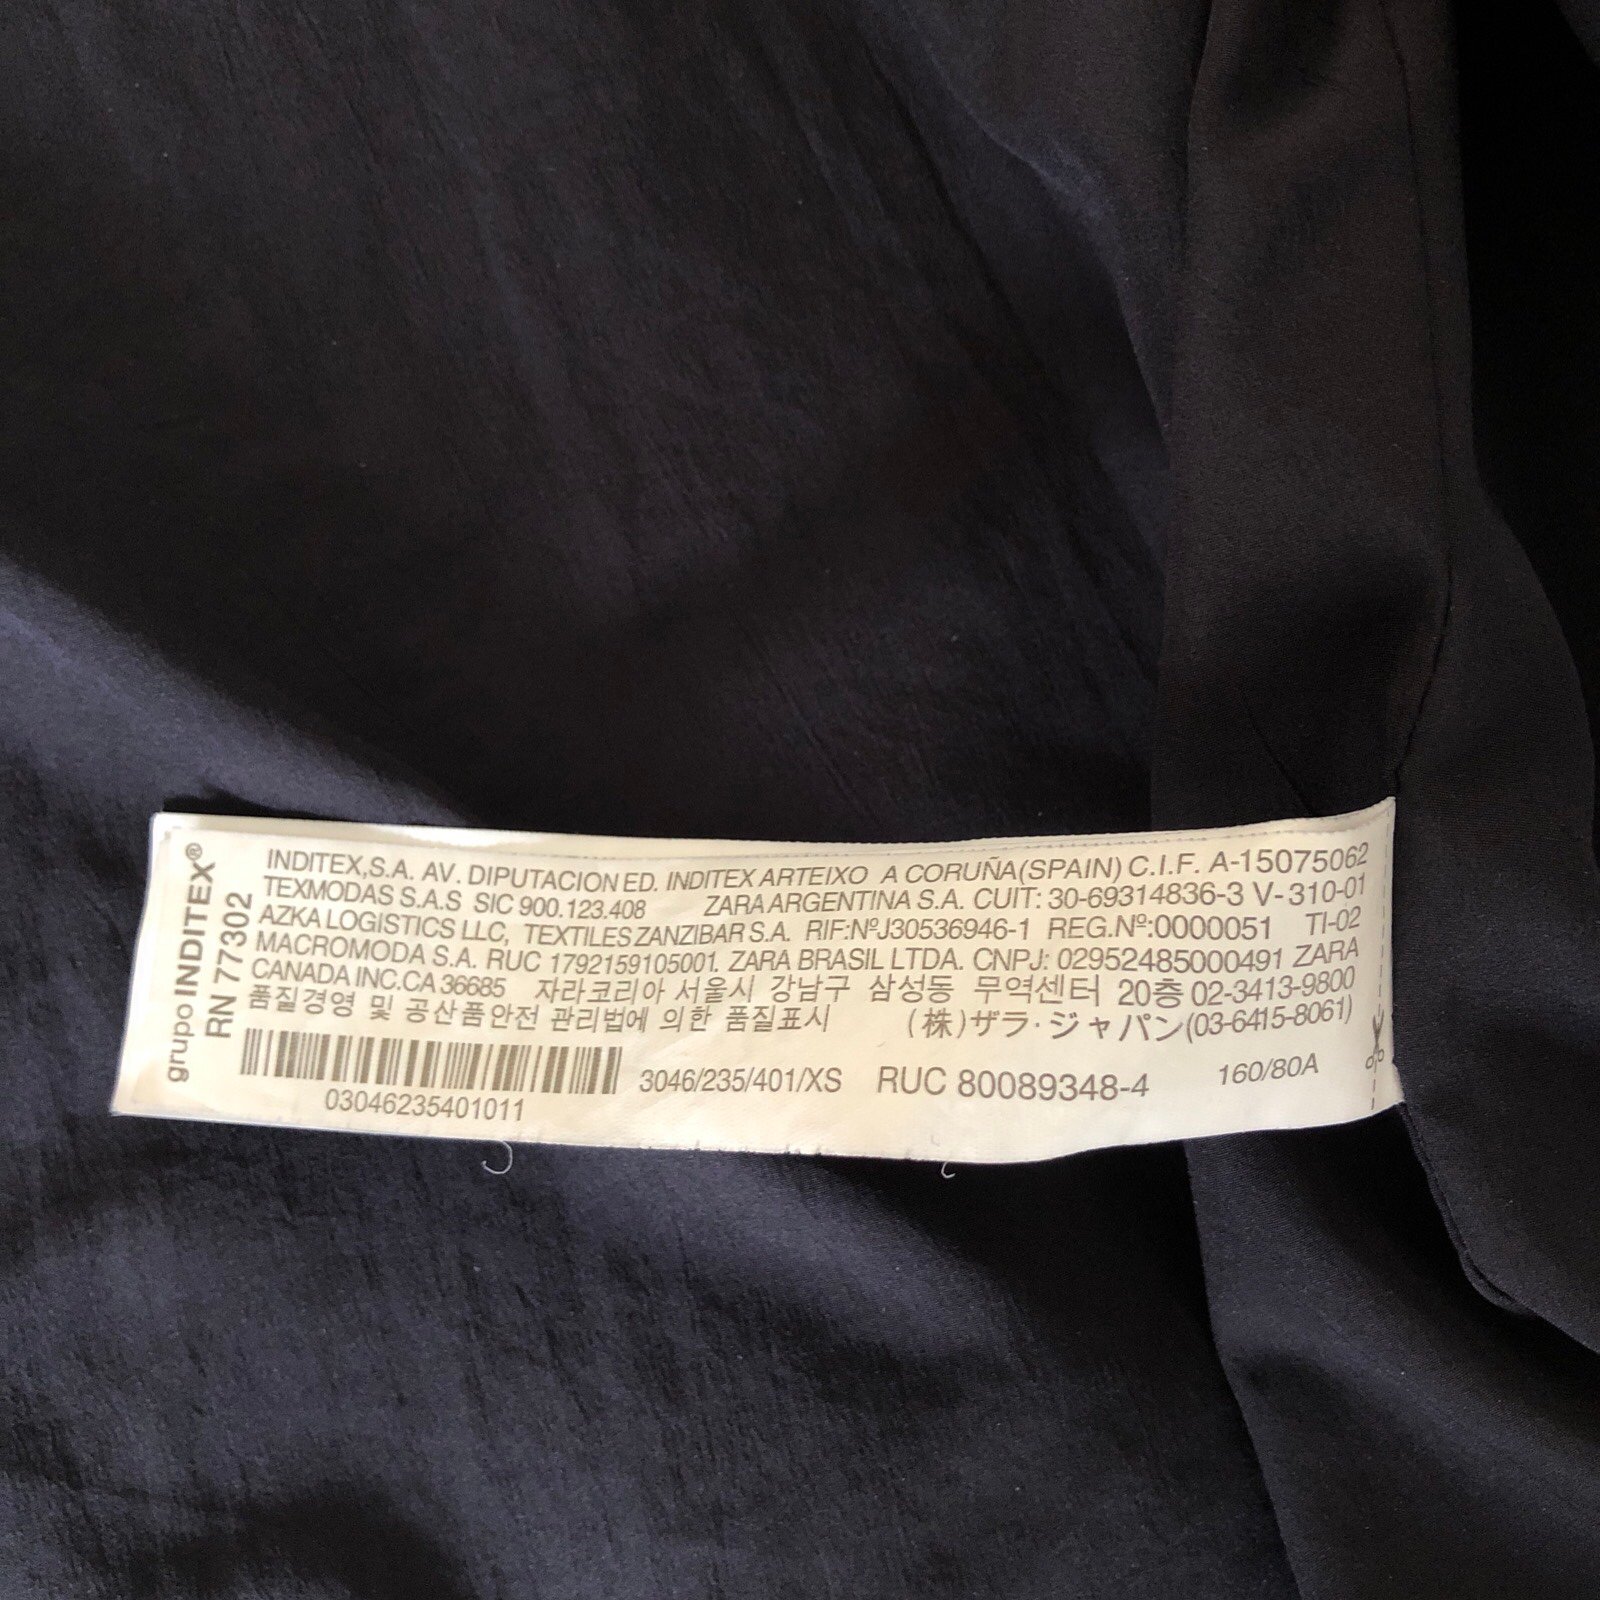 grupo INDITEX®
RN 77302
INDITEX,S.A. AV. DIPUTACION ED. INDITEX ARTEIXO A CORUÑA(SPAIN) C.I.F. A-15075062
TEXMODAS S.A.S SIC 900.123.408 ZARA ARGENTINA S.A. CUIT: 30-69314836-3 V-310-01
AZKA LOGISTICS LLC, TEXTILES ZANZIBAR S.A. RIF:NºJ30536946-1 REG.Nº:0000051 TI-02
MACROMODA S.A. RUC 1792159105001. ZARA BRASIL LTDA. CNPJ: 02952485000491 ZARA
CANADA INC.CA 36685 자라코리아 서울시 강남구 삼성동 무역센터 20층 02-3413-9800
품질경영 및 공산품안전 관리법에 의한 품질표시 (株)ザラ·ジャパン(03-6415-8061)
3046/235/401/XS RUC 80089348-4 160/80A
03046235401011